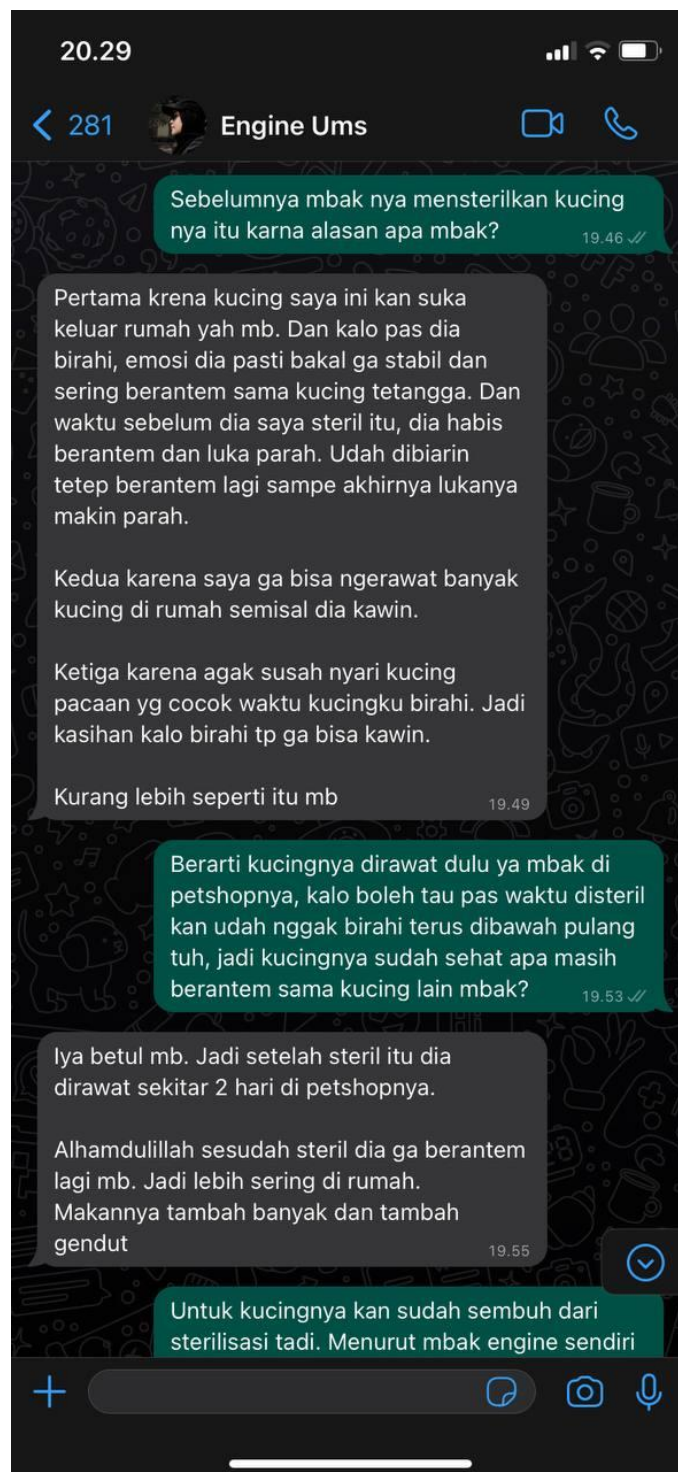 20.29
281 Engine Ums
Sebelumnya mbak nya mensterilkan kucing
nya itu karna alasan apa mbak?
19.46
Pertama krena kucing saya ini kan suka
keluar rumah yah mb. Dan kalo pas dia
birahi, emosi dia pasti bakal ga stabil dan
sering berantem sama kucing tetangga. Dan
waktu sebelum dia saya steril itu, dia habis
berantem dan luka parah. Udah dibiarin
tetep berantem lagi sampe akhirnya lukanya
makin parah.
Kedua karena saya ga bisa ngerawat banyak
kucing di rumah semisal dia kawin.
Ketiga karena agak susah nyari kucing
pacaan yg cocok waktu kucingku birahi. Jadi
kasihan kalo birahi tp ga bisa kawin.
Kurang lebih seperti itu mb
19.49
Berarti kucingnya dirawat dulu ya mbak di
petshopnya, kalo boleh tau pas waktu disteril
kan udah nggak birahi terus dibawah pulang
tuh, jadi kucingnya sudah sehat apa masih
berantem sama kucing lain mbak?
19.53
Iya betul mb. Jadi setelah steril itu dia
dirawat sekitar 2 hari di petshopnya.
Alhamdulillah sesudah steril dia ga berantem
lagi mb. Jadi lebih sering di rumah.
Makannya tambah banyak dan tambah
gendut
19.55
Untuk kucingnya kan sudah sembuh dari
sterilisasi tadi. Menurut mbak engine sendiri